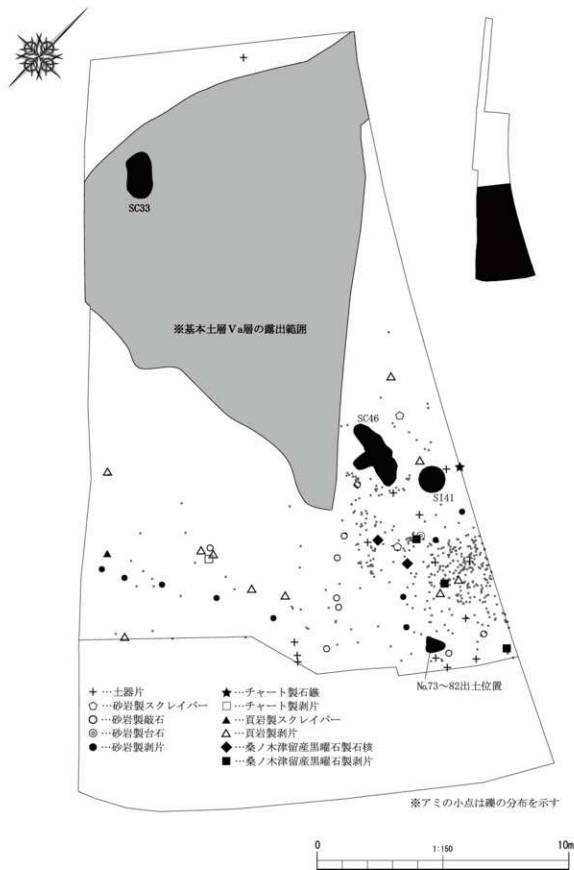 SC33
※基本土層Ⅴa層の露出範囲
SC46
SI41
No.73～82出土位置
＋…土器片
⬠…砂岩製スクレイパー
○…砂岩製敲石
◎…砂岩製台石
●…砂岩製剥片
★…チャート製石鏃
□…チャート製剥片
▲…頁岩製スクレイパー
△…頁岩製剥片
◆…桑ノ木津留産黒曜石製石核
■…桑ノ木津留産黒曜石製剥片
※アミの小点は礫の分布を示す
0
1:150
10m